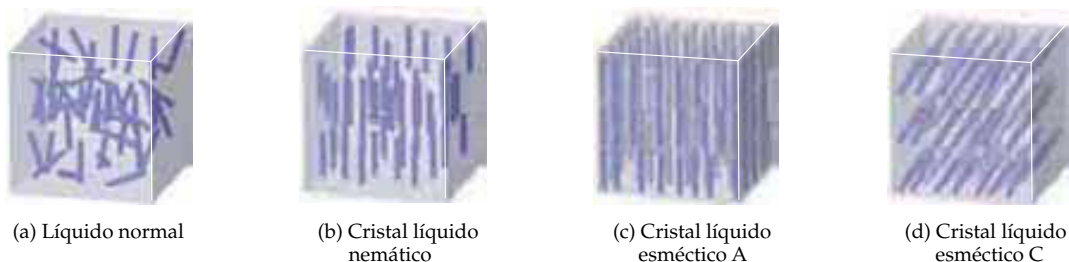 (a) Líquido normal
(b) Cristal líquido
nemático
(c) Cristal líquido
esméctico A
(d) Cristal líquido
esméctico C